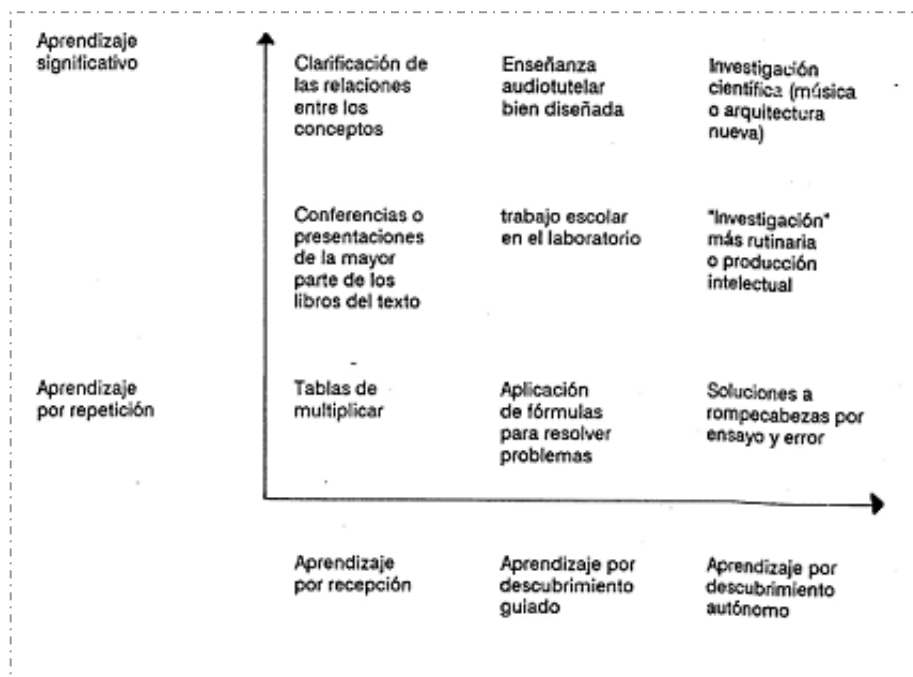 Aprendizaje
significativo
Clarificación de
las relaciones
entre los
conceptos
Enseñanza
audiotutelar
bien diseñada
Investigación
científica (música
o arquitectura
nueva)
Conferencias o
presentaciones
de la mayor
parte de los
libros del texto
trabajo escolar
en el laboratorio
"Investigación"
más rutinaria
o producción
intelectual
Aprendizaje
por repetición
Tablas de
multiplicar
Aplicación
de fórmulas
para resolver
problemas
Soluciones a
rompecabezas por
ensayo y error
Aprendizaje
por recepción
Aprendizaje por
descubrimiento
guiado
Aprendizaje por
descubrimiento
autónomo